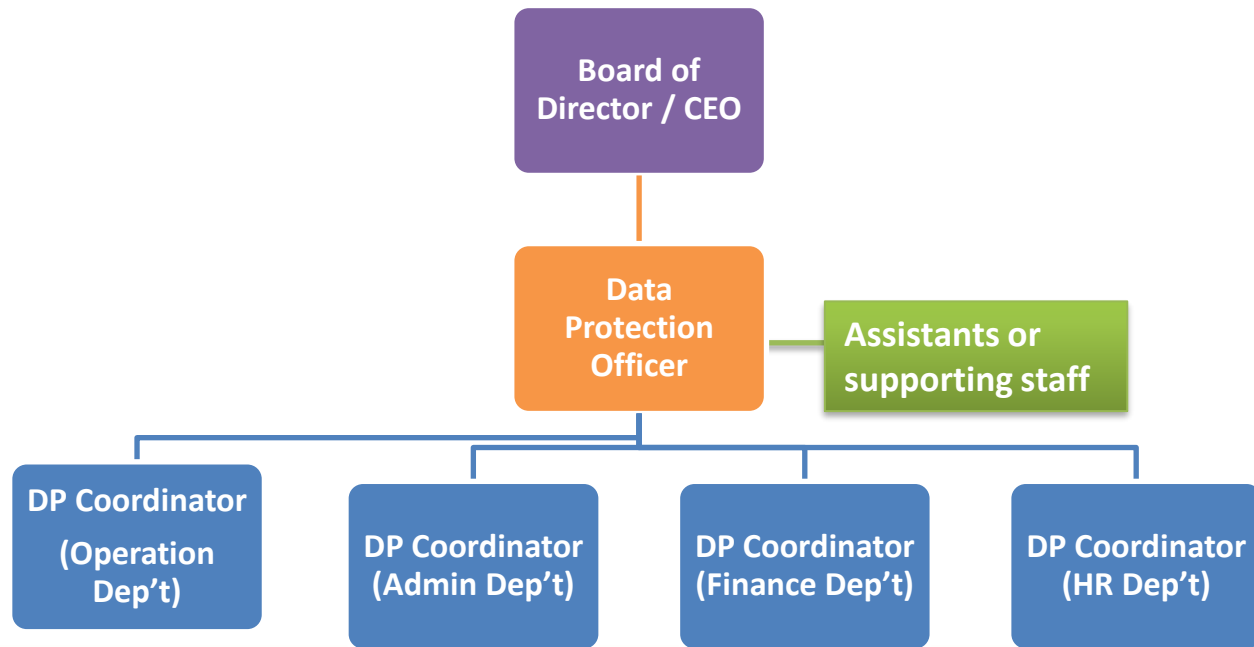 Board of
Director / CEO
Data
Protection
Officer
Assistants or
supporting staff
DP Coordinator
(Operation
Dep’t)
DP Coordinator
(Admin Dep’t)
DP Coordinator
(Finance Dep’t)
DP Coordinator
(HR Dep’t)